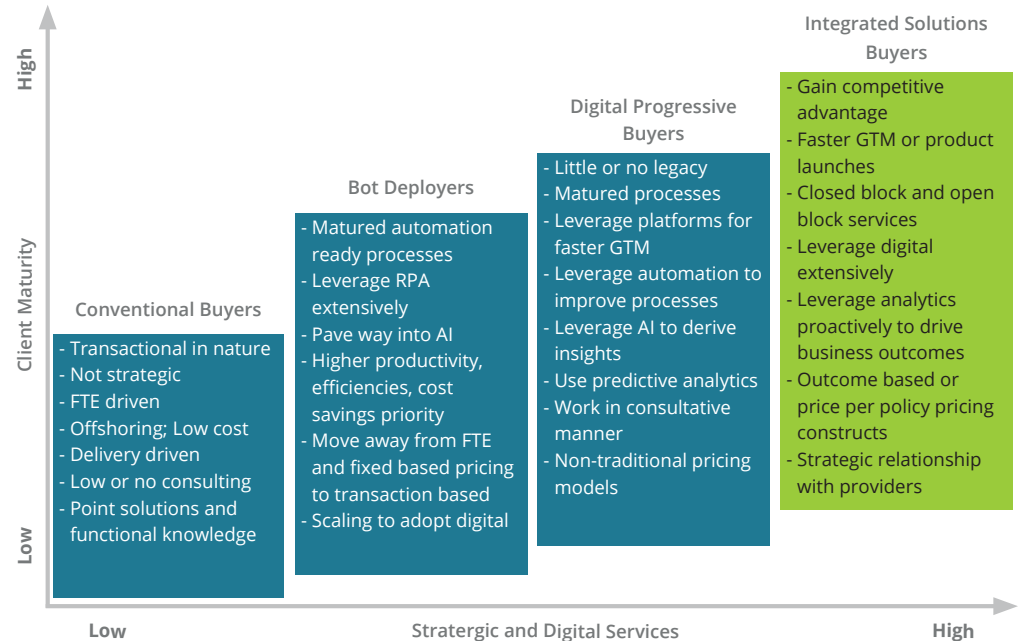 High
Client Maturity
Low
Conventional Buyers
- Transactional in nature
- Not strategic
- FTE driven
- Offshoring; Low cost
- Delivery driven
- Low or no consulting
- Point solutions and
functional knowledge
Bot Deployers
- Matured automation
ready processes
- Leverage RPA
extensively
- Pave way into AI
- Higher productivity,
efficiencies, cost
savings priority
- Move away from FTE
and fixed based pricing
to transaction based
- Scaling to adopt digital
Digital Progressive
Buyers
- Little or no legacy
- Matured processes
- Leverage platforms for
faster GTM
- Leverage automation to
improve processes
- Leverage AI to derive
insights
- Use predictive analytics
- Work in consultative
manner
- Non-traditional pricing
models
Integrated Solutions
Buyers
- Gain competitive
advantage
- Faster GTM or product
launches
- Closed block and open
block services
- Leverage digital
extensively
- Leverage analytics
proactively to drive
business outcomes
- Outcome based or
price per policy pricing
constructs
- Strategic relationship
with providers
Low
Stratergic and Digital Services
High